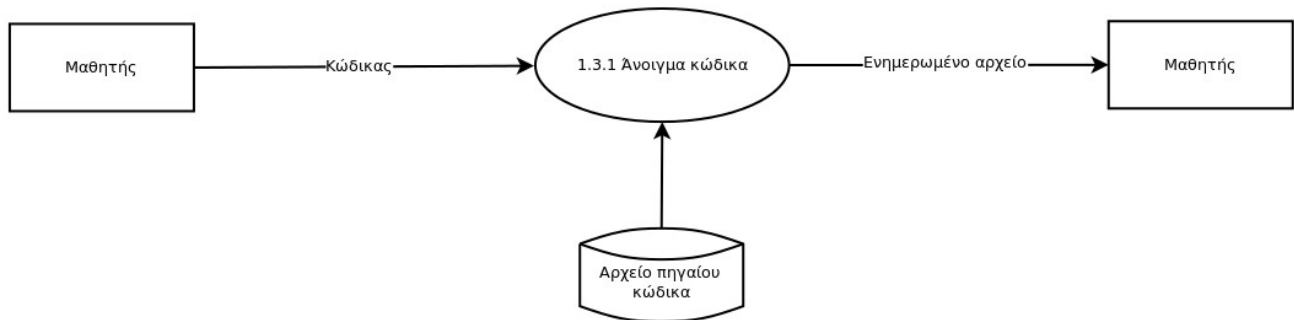 Μαθητής
Κώδικας
1.3.1 Άνοιγμα κώδικα
Ενημερωμένο αρχείο
Μαθητής
Αρχείο πηγαίου
κώδικα